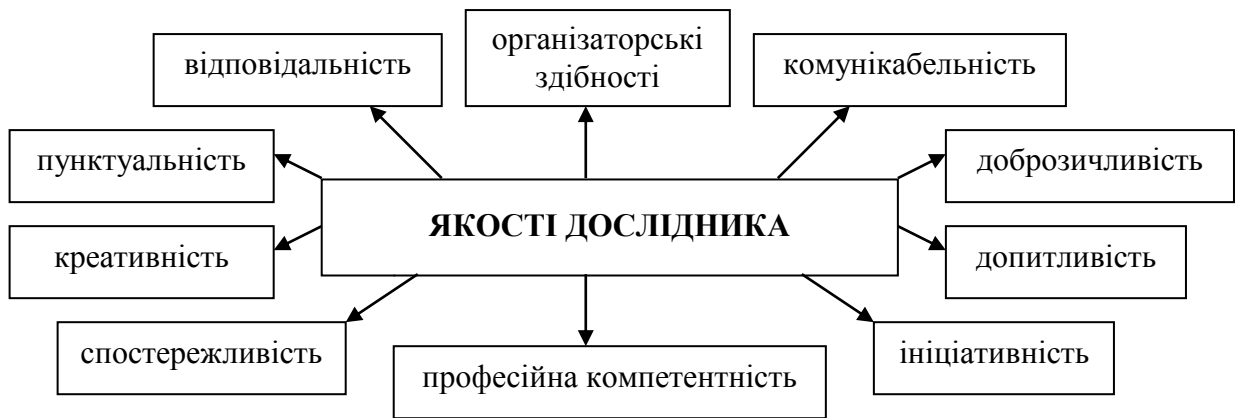 відповідальність
організаторські
здібності
комунікабельність
пунктуальність
доброзичливість
ЯКОСТІ ДОСЛІДНИКА
креативність
допитливість
спостережливість
професійна компетентність
ініціативність